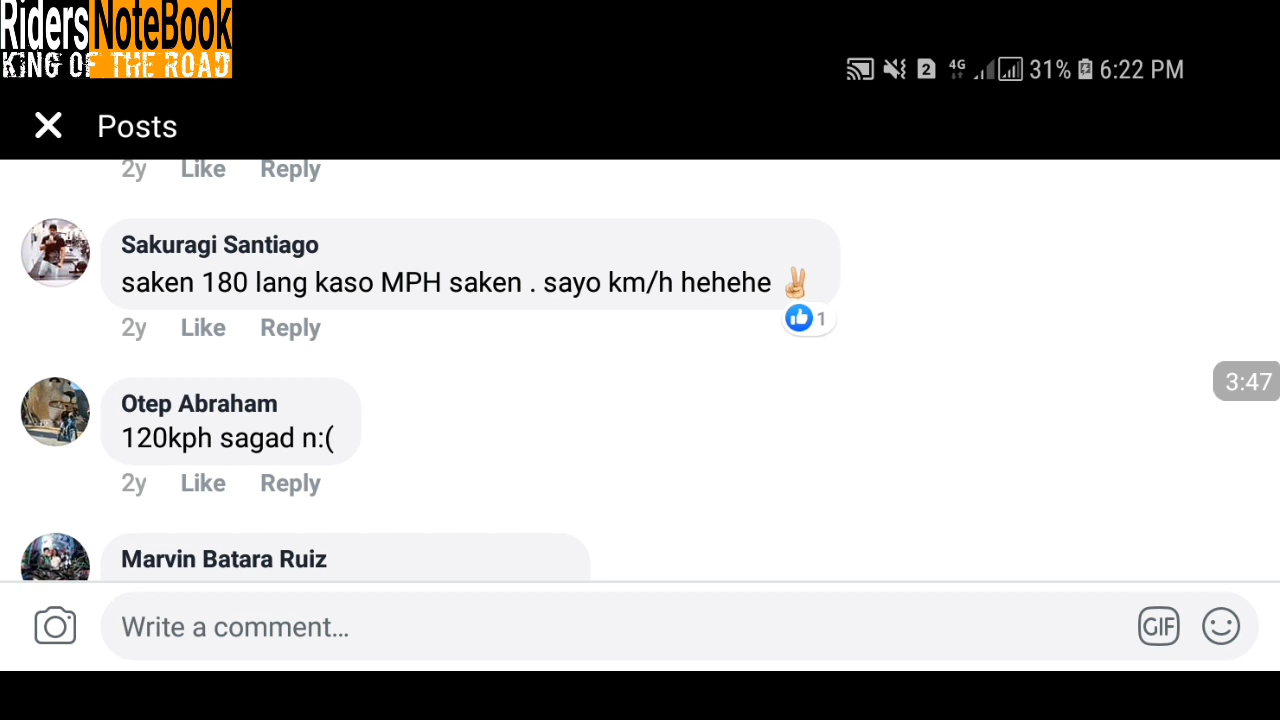 RidersNoteBook
KING OF THE ROAD
2 4G 31% 6:22 PM
Posts
2y Like Reply
Sakuragi Santiago
saken 180 lang kaso MPH saken . sayo km/h hehehe ✌🏼
1
2y Like Reply
3:47
Otep Abraham
120kph sagad n:(
2y Like Reply
Marvin Batara Ruiz
Write a comment...
GIF